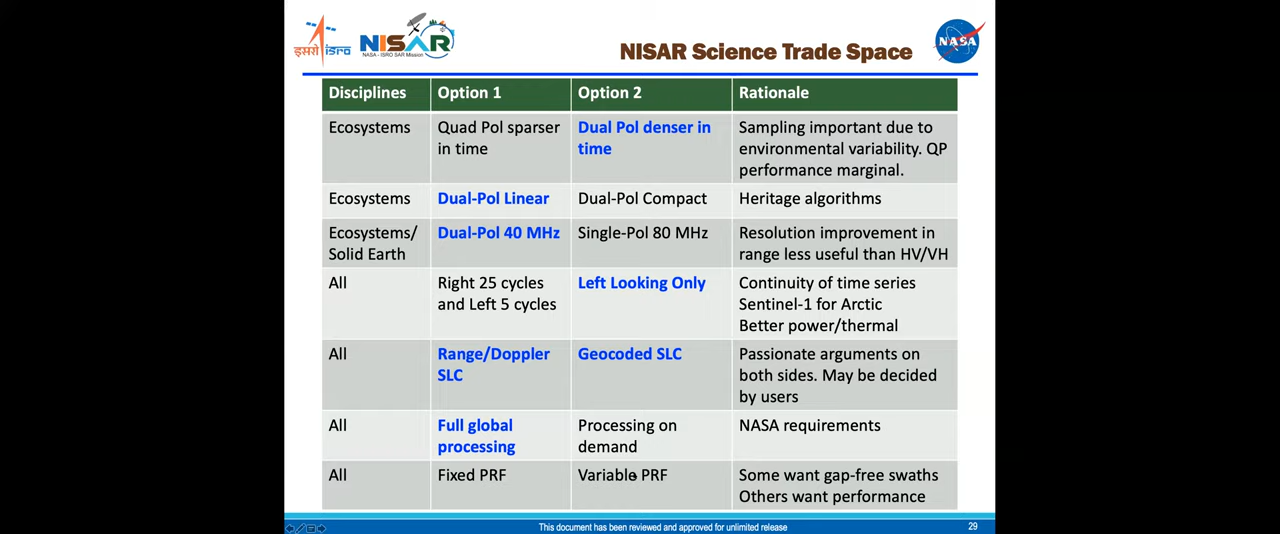 इसरो isro
NISAR
NASA - ISRO SAR Mission
NISAR Science Trade Space
NASA
Disciplines Option 1 Option 2 Rationale
Ecosystems
Quad Pol sparser
in time
Dual Pol denser in
time
Sampling important due to
environmental variability. QP
performance marginal.
Ecosystems
Dual-Pol Linear
Dual-Pol Compact
Heritage algorithms
Ecosystems/
Solid Earth
Dual-Pol 40 MHz
Single-Pol 80 MHz
Resolution improvement in
range less useful than HV/VH
All
Right 25 cycles
and Left 5 cycles
Left Looking Only
Continuity of time series
Sentinel-1 for Arctic
Better power/thermal
All
Range/Doppler
SLC
Geocoded SLC
Passionate arguments on
both sides. May be decided
by users
All
Full global
processing
Processing on
demand
NASA requirements
All
Fixed PRF
Variable PRF
Some want gap-free swaths
Others want performance
This document has been reviewed and approved for unlimited release
29